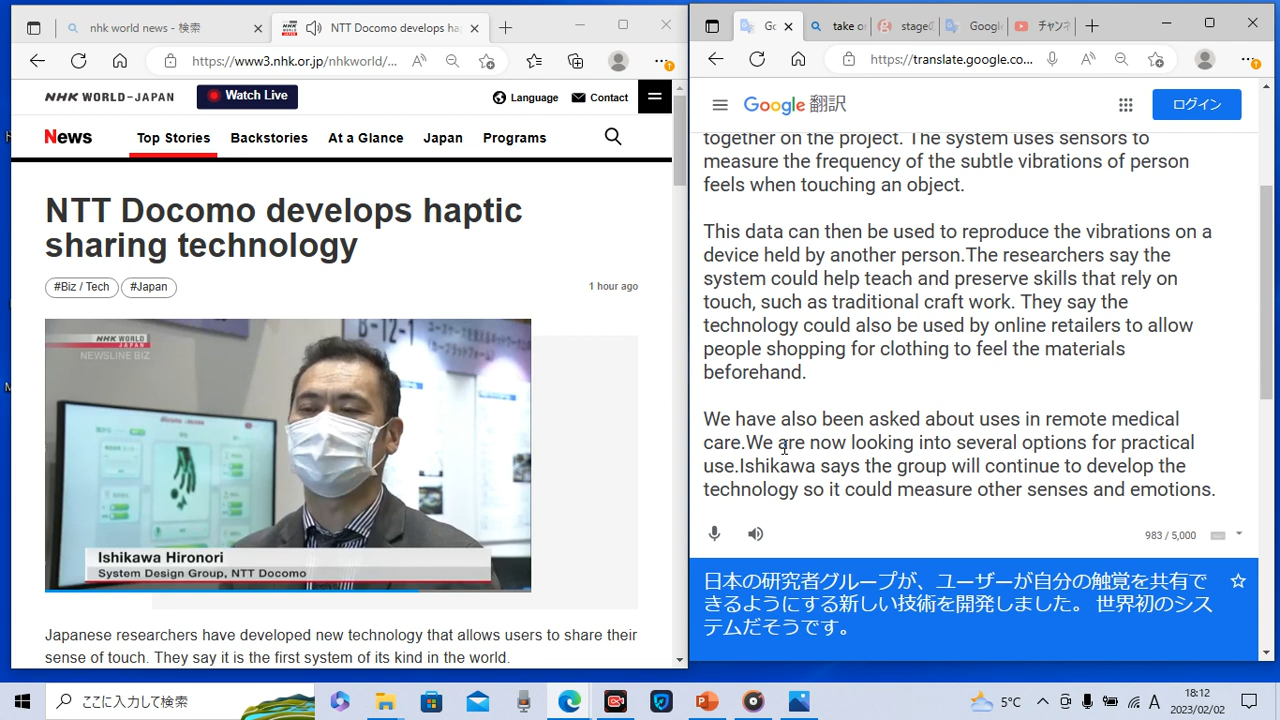 nhk world news - 検索
NTT Docomo develops ha
https://www3.nhk.or.jp/nhkworld/
NHK WORLD-JAPAN
Watch Live
Language
Contact
News
Top Stories
Backstories
At a Glance
Japan
Programs
NTT Docomo develops haptic
sharing technology
#Biz / Tech
#Japan
1 hour ago
NHK WORLD
JAPAN
NEWSLINE BIZ
B-12-1
docomo
Ishikawa Hironori
System Design Group, NTT Docomo
Japanese researchers have developed new technology that allows users to share their
sense of touch. They say it is the first system of its kind in the world.
Go
take o
stage
Googl
チャンネ
https://translate.google.co...
Google 翻訳
ログイン
together on the project. The system uses sensors to
measure the frequency of the subtle vibrations of person
feels when touching an object.
This data can then be used to reproduce the vibrations on a
device held by another person.The researchers say the
system could help teach and preserve skills that rely on
touch, such as traditional craft work. They say the
technology could also be used by online retailers to allow
people shopping for clothing to feel the materials
beforehand.
We have also been asked about uses in remote medical
care.We are now looking into several options for practical
use.Ishikawa says the group will continue to develop the
technology so it could measure other senses and emotions.
983 / 5,000
日本の研究者グループが、ユーザーが自分の触覚を共有で
きるようにする新しい技術を開発しました。 世界初のシス
テムだそうです。
ここに入力して検索
5°C
A
18:12
2023/02/02